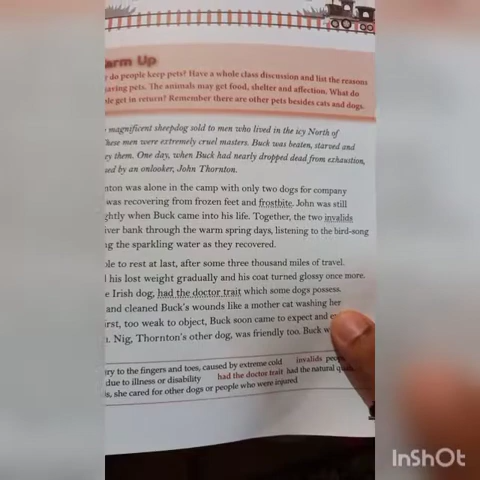 arm Up
do people keep pets? Have a whole class discussion and list the reasons
aring pets. The animals may get food, shelter and affection. What do
le get in return? Remember there are other pets besides cats and dogs.
magnificent sheepdog sold to men who lived in the icy North of
hese men were extremely cruel masters. Buck was beaten, starved and
ry them. One day, when Buck had nearly dropped dead from exhaustion,
ued by an onlooker, John Thornton.
nton was alone in the camp with only two dogs for company
was recovering from frozen feet and frostbite. John was still
ghtly when Buck came into his life. Together, the two invalids
iver bank through the warm spring days, listening to the bird-song
ng the sparkling water as they recovered.
le to rest at last, after some three thousand miles of travel.
his lost weight gradually and his coat turned glossy once more.
e Irish dog, had the doctor trait which some dogs possess.
and cleaned Buck's wounds like a mother cat washing her
irst, too weak to object, Buck soon came to expect and
. Nig, Thornton's other dog, was friendly too. Buck w
ry to the fingers and toes, caused by extreme cold invalids peop
due to illness or disability had the doctor trait had the natural
s, she cared for other dogs or people who were injured
InShOt